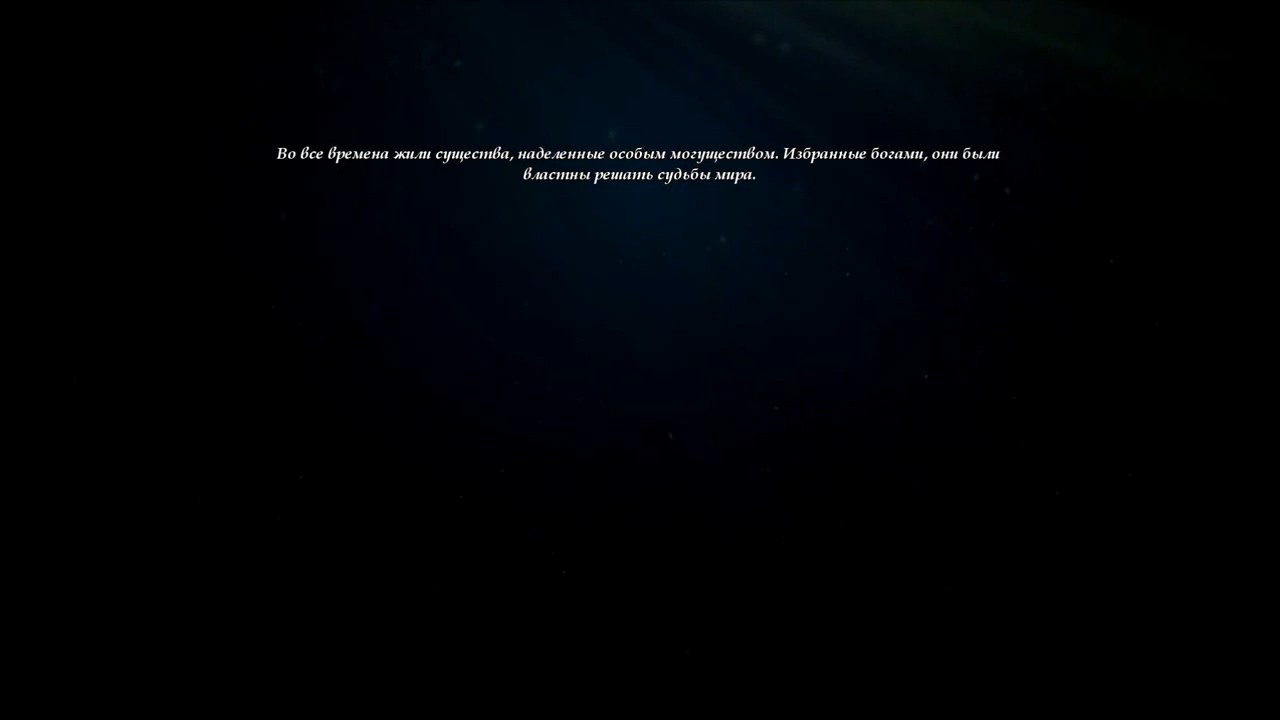 Во все времена жили существа, наделенные особым могуществом. Избранные богами, они были
властны решать судьбы мира.